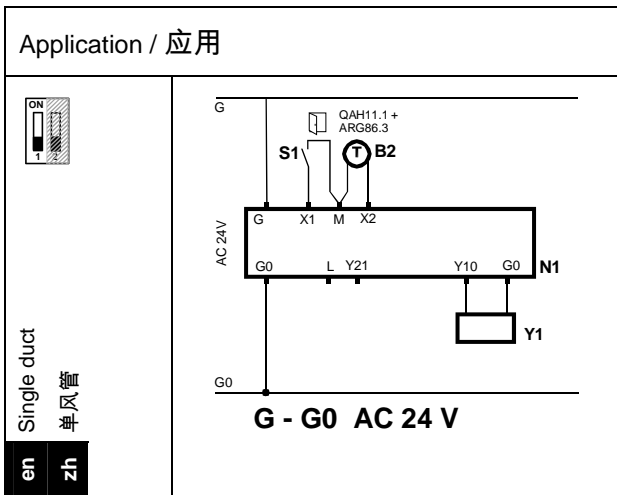 Application / 应用
ON
1 2
Single duct
单风管
en
zh
G
QAH11.1 +
ARG86.3
S1
T
B2
G X1 M X2
AC 24V
G0 L Y21 Y10 G0
N1
Y1
G0
G - G0 AC 24 V